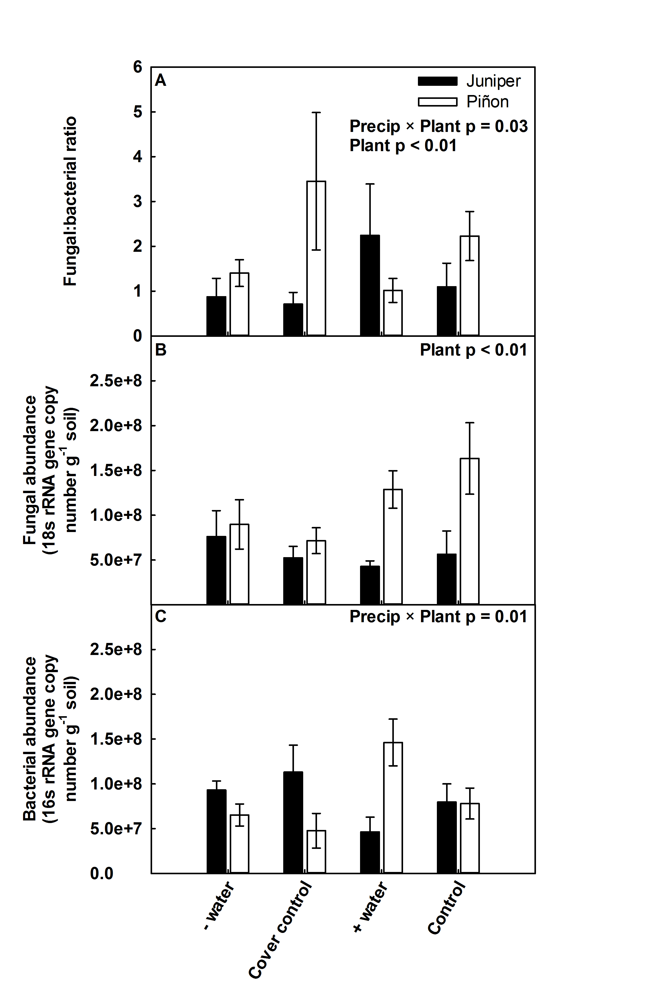 6
A
Juniper
Piñon
5
Precip × Plant p = 0.03
Plant p < 0.01
4
3
2
1
0
Fungal:bacterial ratio
B
Plant p < 0.01
2.5e+8
2.0e+8
1.5e+8
1.0e+8
5.0e+7
Fungal abundance
(18s rRNA gene copy
number g-1 soil)
C
Precip × Plant p = 0.01
2.5e+8
2.0e+8
1.5e+8
1.0e+8
5.0e+7
0.0
Bacterial abundance
(16s rRNA gene copy
number g-1 soil)
- water
Cover control
+ water
Control